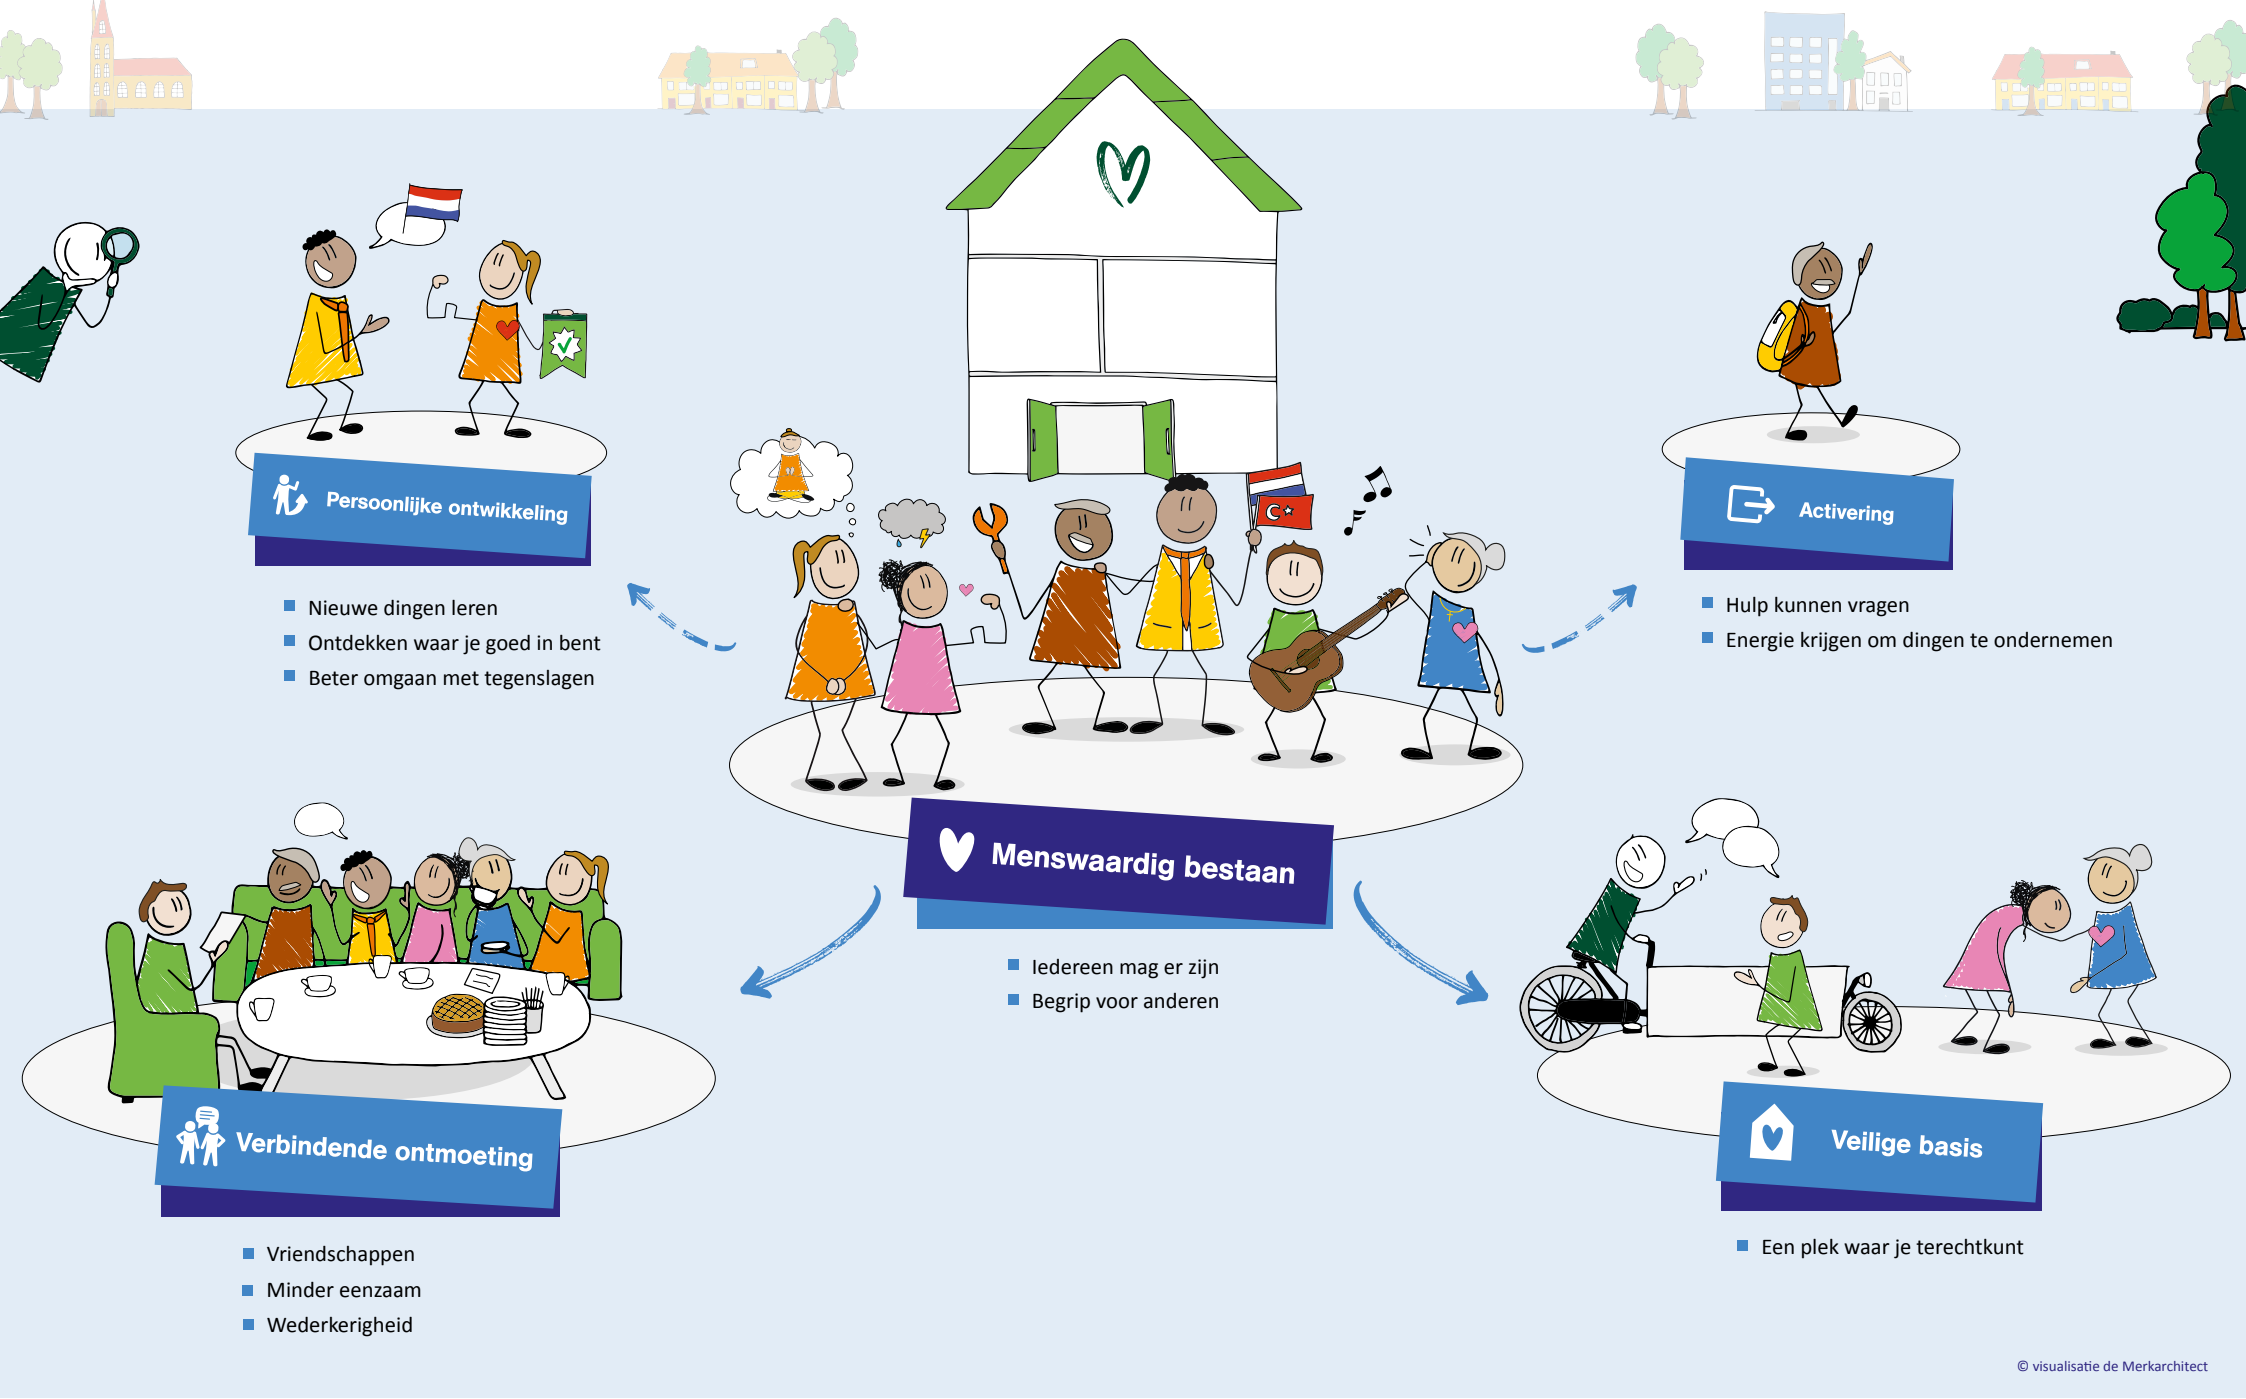 Persoonlijke ontwikkeling
Nieuwe dingen leren
Ontdekken waar je goed in bent
Beter omgaan met tegenslagen
Activering
Hulp kunnen vragen
Energie krijgen om dingen te ondernemen
Menswaardig bestaan
Iedereen mag er zijn
Begrip voor anderen
Verbindende ontmoeting
Vriendschappen
Minder eenzaam
Wederkerigheid
Veilige basis
Een plek waar je terechtkunt
© visualisatie de Merkarchitect